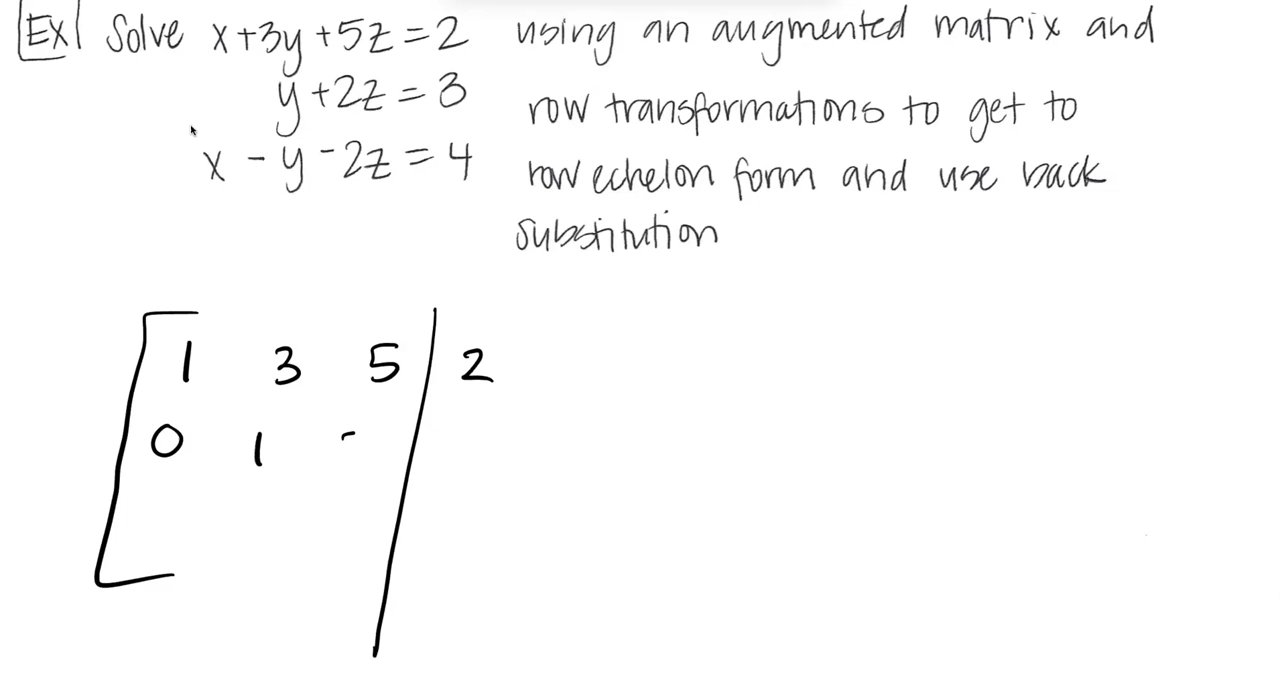 Ex Solve x+3y+5z=2 using an augmented matrix and
y+2z=3 row transformations to get to
x-y-2z=4 row echelon form and use back
substitution
1 3 5 2
0 1